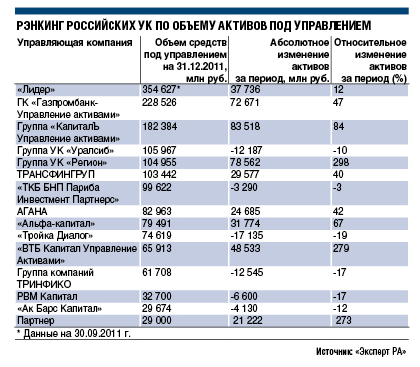 РЭНКИНГ РОССИЙСКИХ УК ПО ОБЪЕМУ АКТИВОВ ПОД УПРАВЛЕНИЕМ
Управляющая компания Объем средств под управлением на 31.12.2011, млн руб. Абсолютное изменение активов за период, млн руб. Относительное изменение активов за период (%)
«Лидер» 354 627* 37 736 12
ГК «Газпромбанк-
Управление активами» 228 526 72 671 47
Группа «КапиталЪ
Управление активами» 182 384 83 518 84
Группа УК «Уралсиб» 105 967 -12 187 -10
Группа УК «Регион» 104 955 78 562 298
ТРАНСФИНГРУП 103 442 29 577 40
«ТКБ БНП Париба
Инвестмент Партнерс» 99 622 -3 290 -3
АГАНА 82 963 24 685 42
«Альфа-капитал» 79 491 31 774 67
«Тройка Диалог» 74 619 -17 135 -19
«ВТБ Капитал Управление
Активами» 65 913 48 533 279
Группа компаний
ТРИНФИКО 61 708 -12 545 -17
РВМ Капитал 32 700 -6 600 -17
«Ак Барс Капитал» 29 674 -4 130 -12
Партнер 29 000 21 222 273
* Данные на 30.09.2011 г.
Источник: «Эксперт РА»